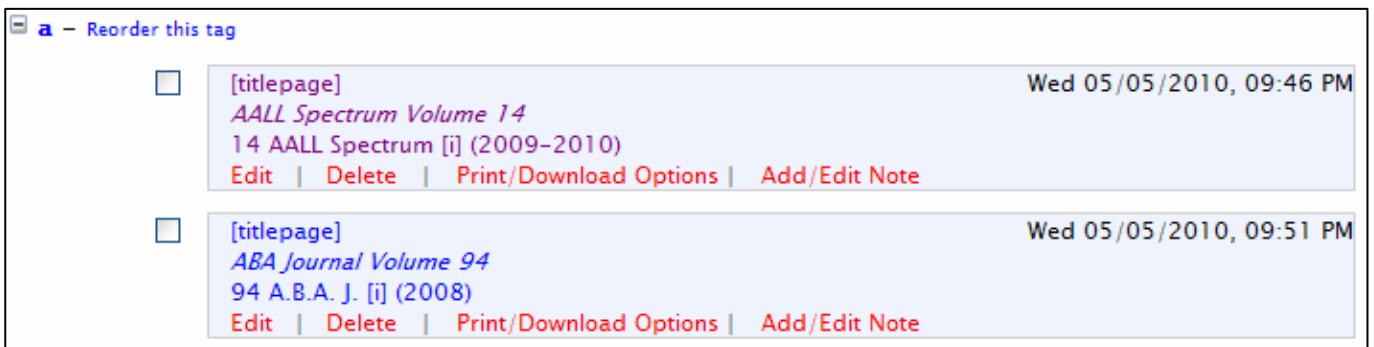 a – Reorder this tag
[titlepage] Wed 05/05/2010, 09:46 PM
AALL Spectrum Volume 14
14 AALL Spectrum [i] (2009-2010)
Edit | Delete | Print/Download Options | Add/Edit Note
[titlepage] Wed 05/05/2010, 09:51 PM
ABA Journal Volume 94
94 A.B.A. J. [i] (2008)
Edit | Delete | Print/Download Options | Add/Edit Note